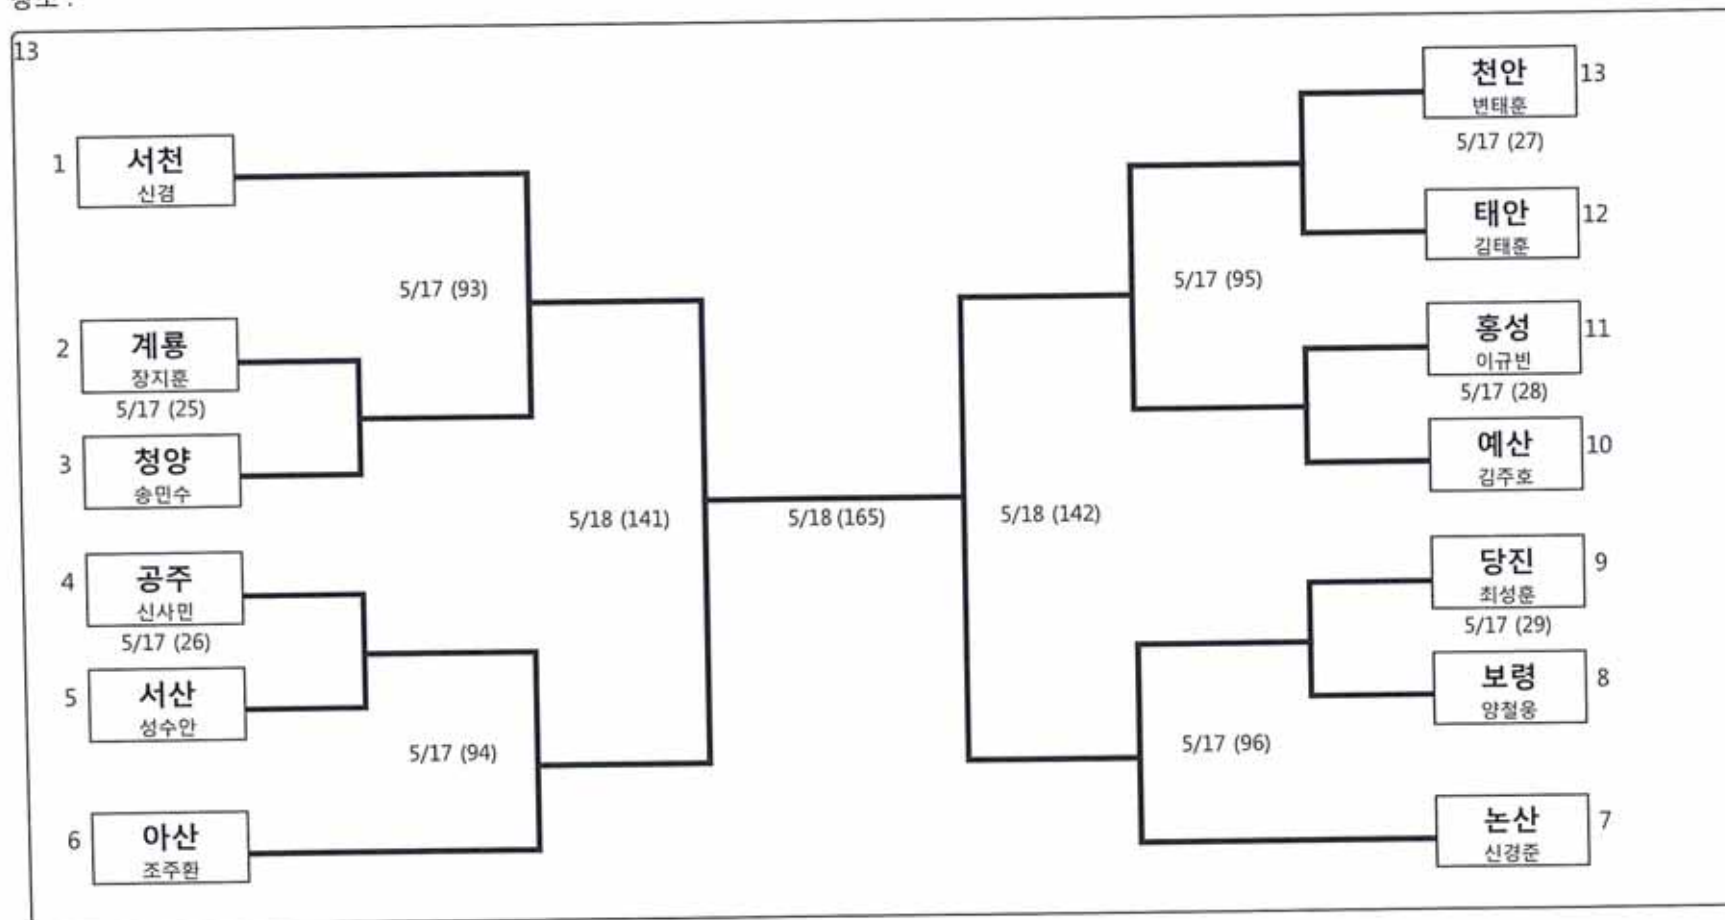 13
1
서천
신겸
5/17 (93)
2
계룡
장지훈
5/17 (25)
3
청양
송민수
5/18 (141)
4
공주
신사민
5/17 (26)
5
서산
성수안
5/17 (94)
6
아산
조주환
5/18 (165)
천안
13
변태훈
5/17 (27)
태안
12
김태훈
5/17 (95)
홍성
11
이규빈
5/17 (28)
예산
10
김주호
5/18 (142)
당진
9
최성훈
5/17 (29)
보령
8
양철웅
5/17 (96)
논산
7
신경준